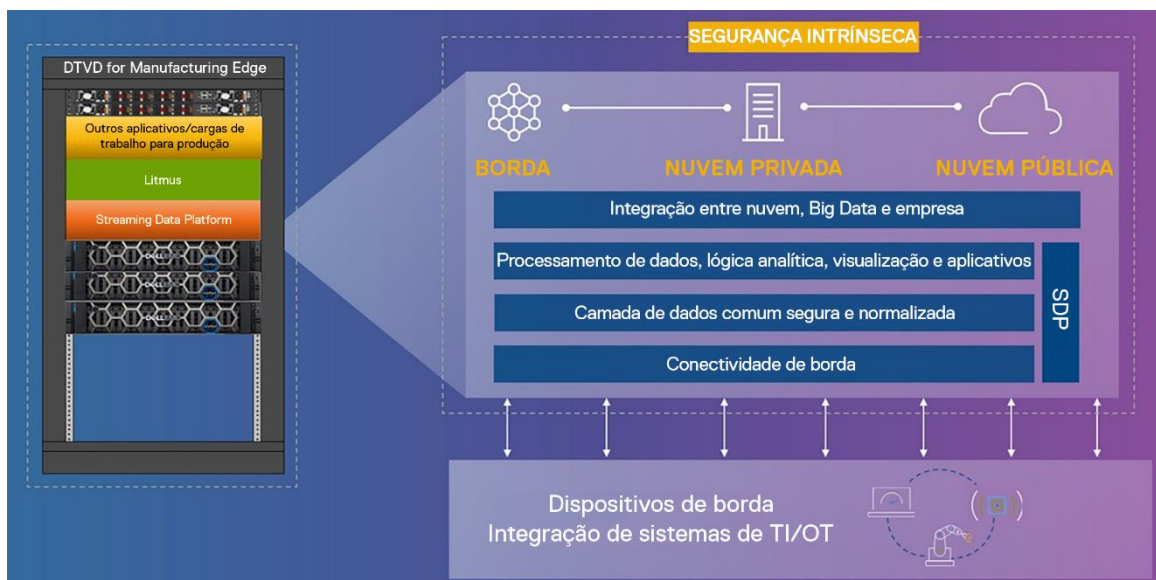 DTVD for Manufacturing Edge
Outros aplicativos/cargas de
trabalho para produção
Litmus
Streaming Data Platform
SEGURANÇA INTRÍNSECA
BORDA
NUVEM PRIVADA
NUVEM PÚBLICA
Integração entre nuvem, Big Data e empresa
Processamento de dados, lógica analítica, visualização e aplicativos
Camada de dados comum segura e normalizada
Conectividade de borda
SDP
Dispositivos de borda
Integração de sistemas de TI/OT